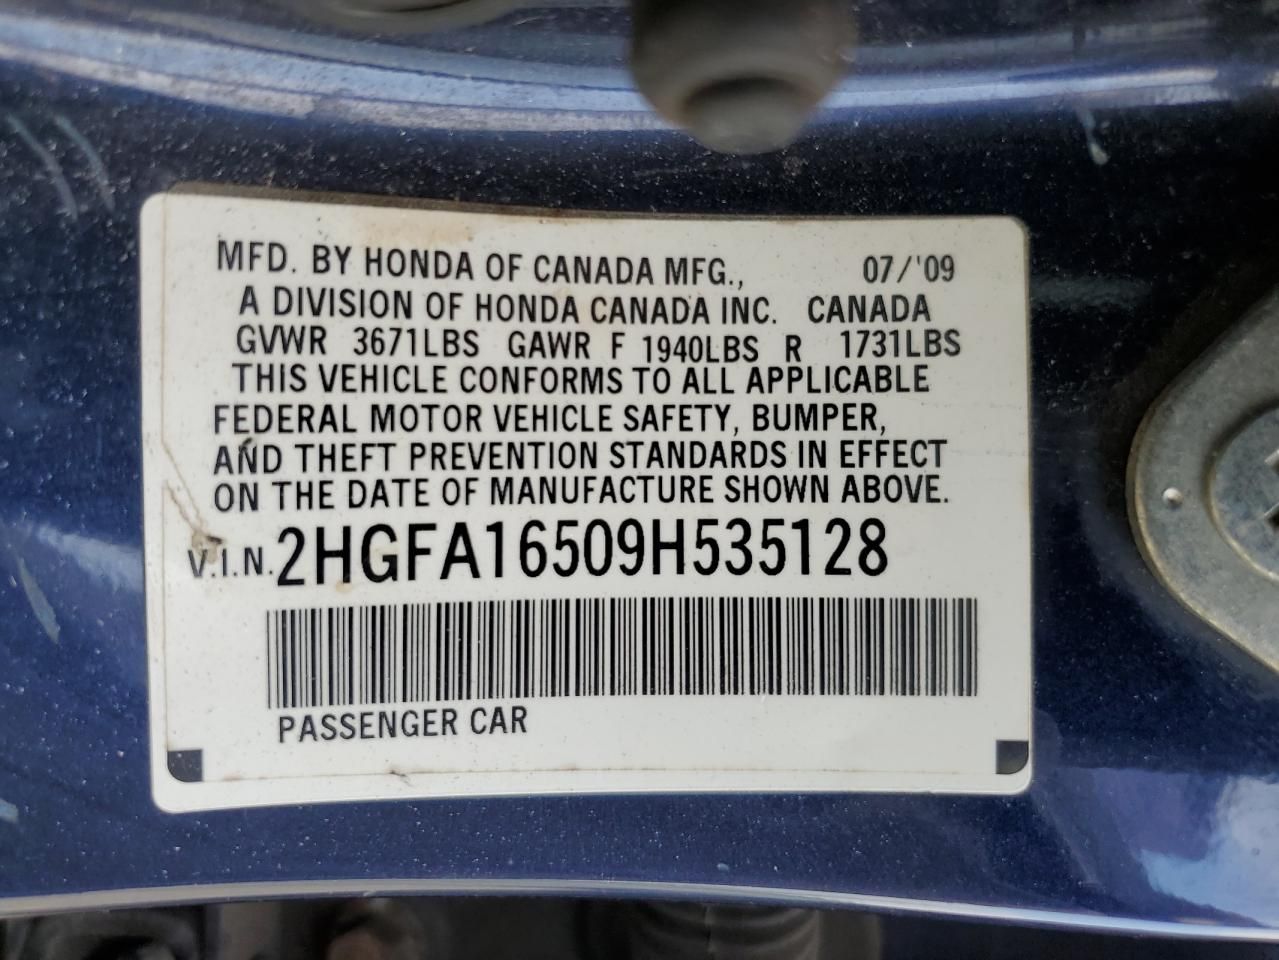 MFD. BY HONDA OF CANADA MFG., 07/'09
A DIVISION OF HONDA CANADA INC. CANADA
GVWR 3671LBS GAWR F 1940LBS R 1731LBS
THIS VEHICLE CONFORMS TO ALL APPLICABLE
FEDERAL MOTOR VEHICLE SAFETY, BUMPER,
AND THEFT PREVENTION STANDARDS IN EFFECT
ON THE DATE OF MANUFACTURE SHOWN ABOVE.
V.I.N. 2HGFA16509H535128
PASSENGER CAR